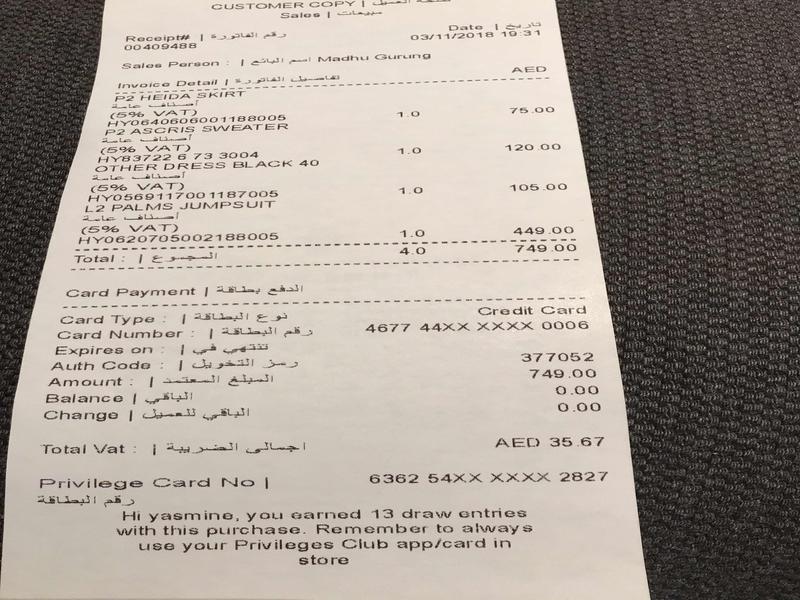 CUSTOMER COPY |
Sales | مبيعات
Receipt# | رقم الفاتورة Date | تاريخ
00409488 03/11/2018 19:31
Sales Person : | اسم البائع Madhu Gurung
Invoice Detail | تفاصيل الفاتورة AED
P2 HEIDA SKIRT
أصناف عامة
(5% VAT)
HY0640606001188005 1.0 75.00
P2 ASCRIS SWEATER
أصناف عامة
(5% VAT)
HY83722 6 73 3004 1.0 120.00
OTHER DRESS BLACK 40
أصناف عامة
(5% VAT)
HY0569117001187005 1.0 105.00
L2 PALMS JUMPSUIT
أصناف عامة
(5% VAT)
HY0620705002188005 1.0 449.00
Total : | المجموع 4.0 749.00
Card Payment | الدفع بطاقة
Card Type : | نوع البطاقة Credit Card
Card Number : | رقم البطاقة 4677 44XX XXXX 0006
Expires on : | تنتهي في
Auth Code : | رمز التخويل 377052
Amount : | المبلغ المعتمد 749.00
Balance | الباقي 0.00
Change | الباقي للعميل 0.00
Total Vat : | اجمالى الضريبة AED 35.67
Privilege Card No | 6362 54XX XXXX 2827
رقم البطاقة
Hi yasmine, you earned 13 draw entries
with this purchase. Remember to always
use your Privileges Club app/card in
store